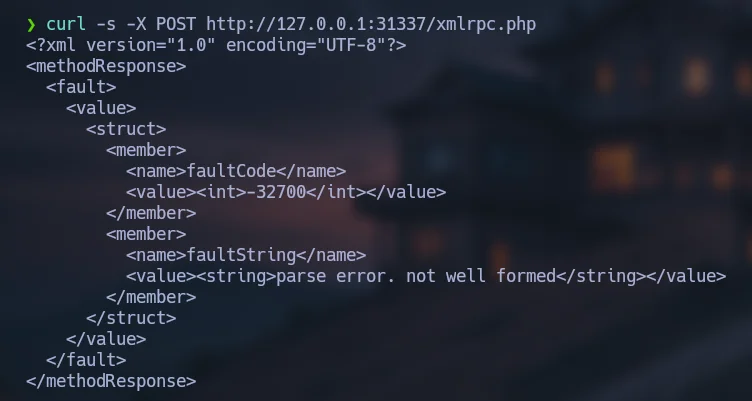 ❯ curl -s -X POST http://127.0.0.1:31337/xmlrpc.php
<?xml version="1.0" encoding="UTF-8"?>
<methodResponse>
  <fault>
    <value>
      <struct>
        <member>
          <name>faultCode</name>
          <value><int>-32700</int></value>
        </member>
        <member>
          <name>faultString</name>
          <value><string>parse error. not well formed</string></value>
        </member>
      </struct>
    </value>
  </fault>
</methodResponse>